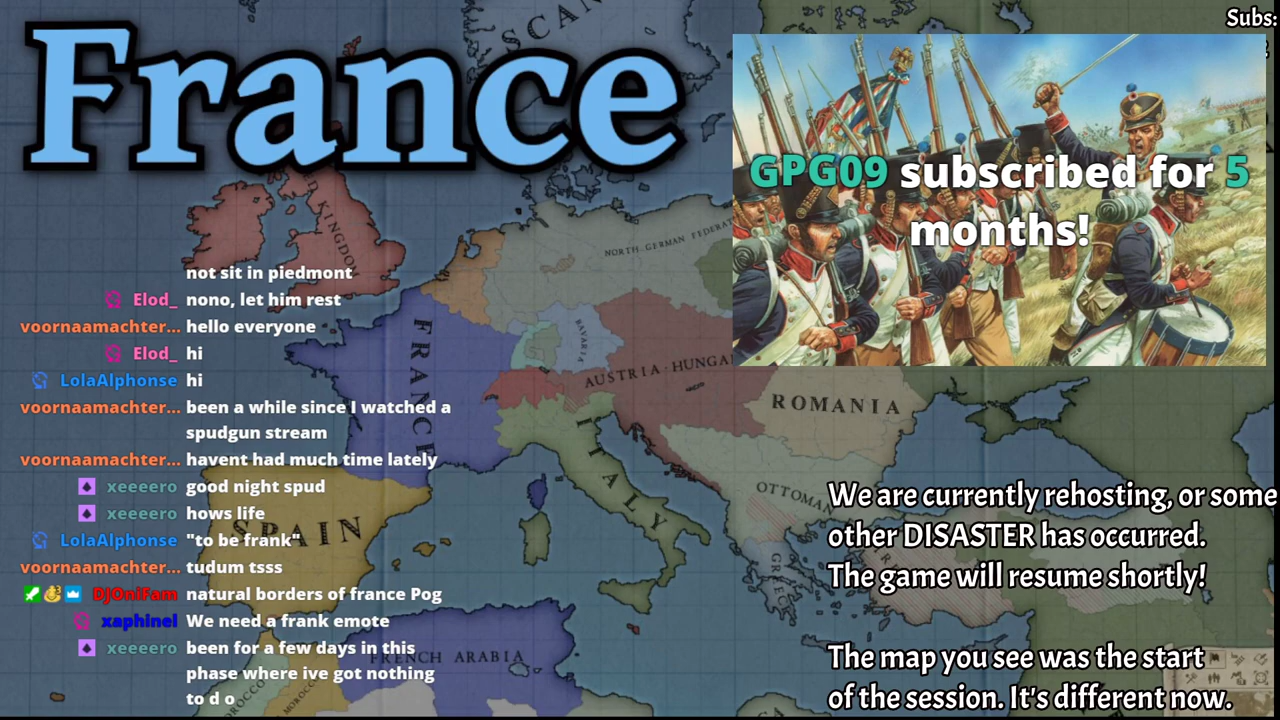 France
Subs:
GPG09 subscribed for 5
months!
not sit in piedmont
Elod_ nono, let him rest
voornaamachter... hello everyone
Elod_ hi
LolaAlphonse hi
voornaamachter... been a while since I watched a
spudgun stream
voornaamachter... havent had much time lately
xeeeero good night spud
xeeeero hows life
LolaAlphonse "to be frank"
voornaamachter... tudum tsss
DJOniFam natural borders of france Pog
xaphinel We need a frank emote
xeeeero been for a few days in this
phase where ive got nothing
to d o
We are currently rehosting, or some
other DISASTER has occurred.
The game will resume shortly!
The map you see was the start
of the session. It's different now.
SCAN
KINGDO
NORTH GERMAN FEDERA
FRANCE
BAVARIA
AUSTRIA-HUNGA
ROMANIA
ITALY
OTTOMA
SPAIN
GREEC
FRENCH ARABIA
MOROCCO